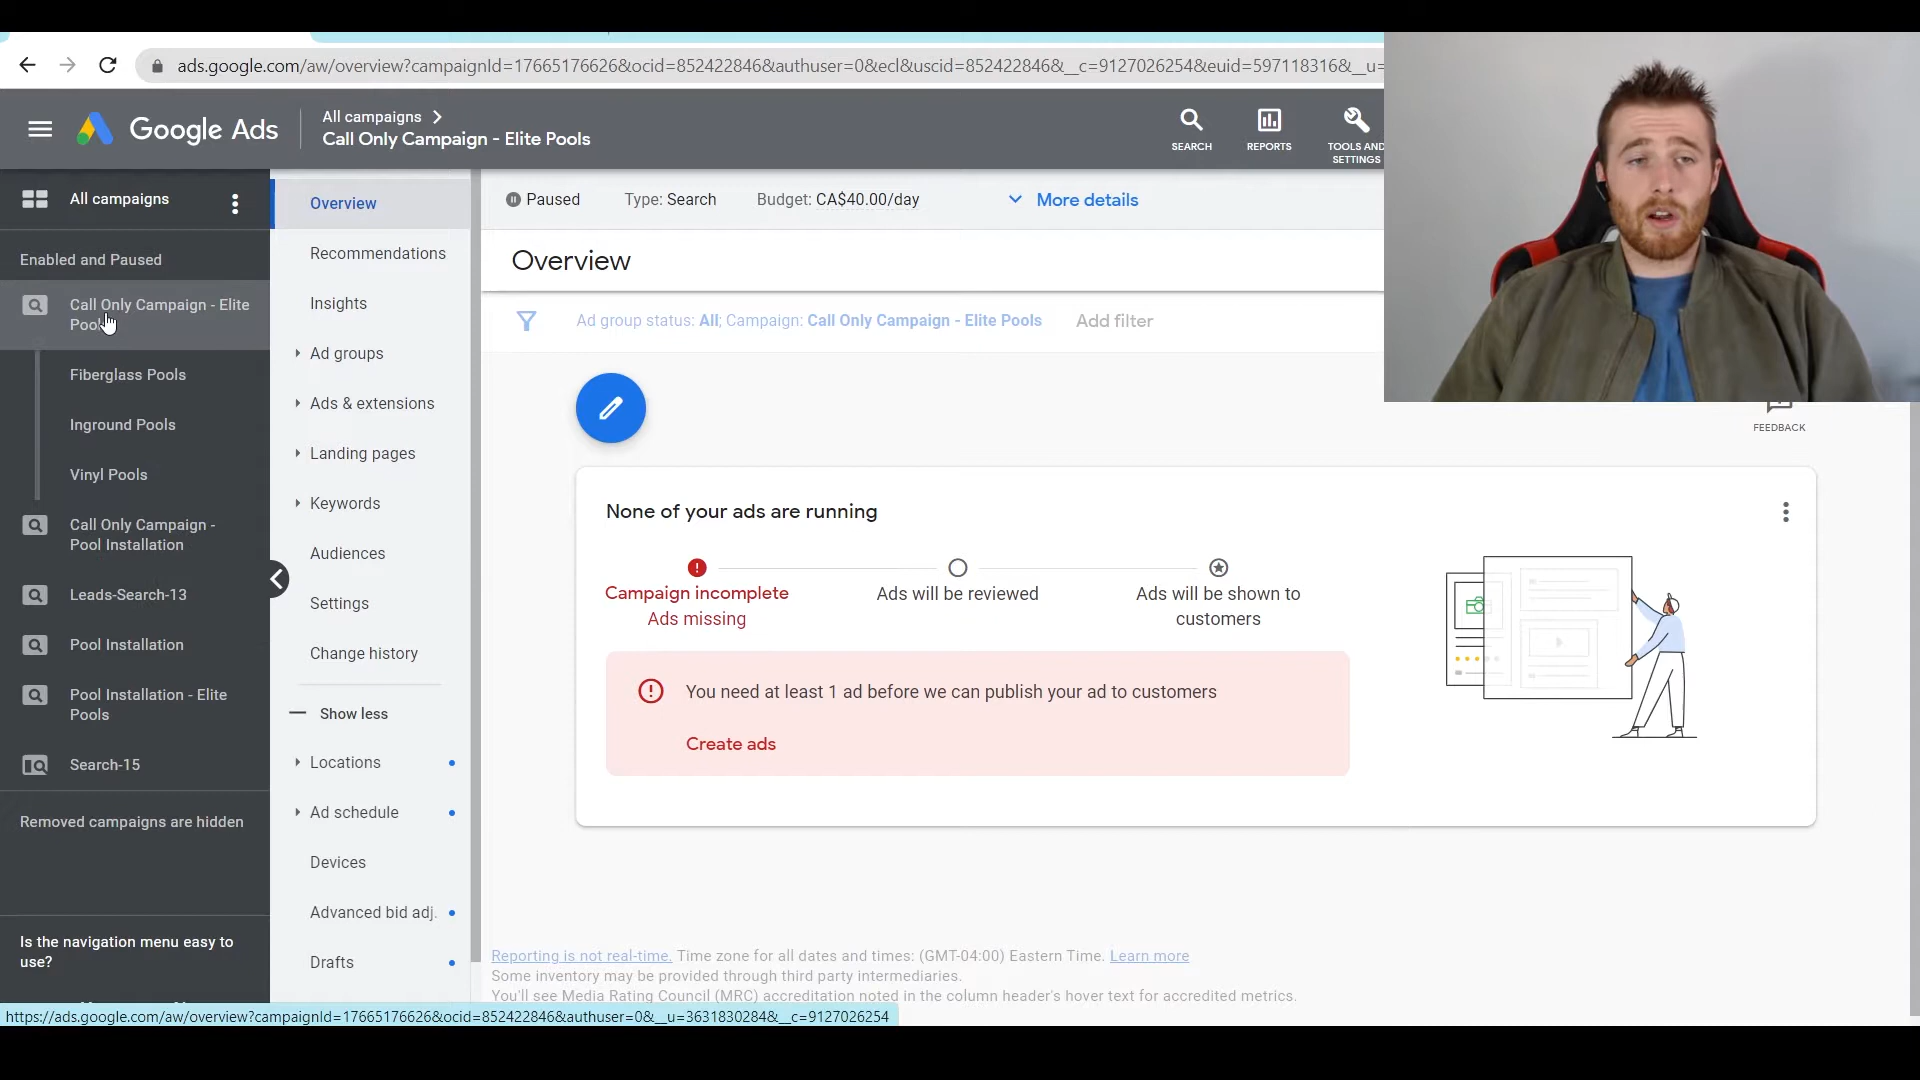 ads.google.com/aw/overview?campaignId=17665176626&ocid=852422846&authuser=0&ecl&uscid=852422846&__c=9127026254&euid=597118316&__u=
Google Ads
All campaigns
Call Only Campaign - Elite Pools
SEARCH
REPORTS
TOOLS AND
SETTINGS
All campaigns
Enabled and Paused
Call Only Campaign - Elite
Pools
Fiberglass Pools
Inground Pools
Vinyl Pools
Call Only Campaign -
Pool Installation
Leads-Search-13
Pool Installation
Pool Installation - Elite
Pools
Search-15
Removed campaigns are hidden
Is the navigation menu easy to
use?
Overview
Recommendations
Insights
Ad groups
Ads & extensions
Landing pages
Keywords
Audiences
Settings
Change history
Show less
Locations
Ad schedule
Devices
Advanced bid adj.
Drafts
Paused
Type: Search
Budget: CA$40.00/day
More details
Overview
Ad group status: All; Campaign: Call Only Campaign - Elite Pools
Add filter
FEEDBACK
None of your ads are running
Campaign incomplete
Ads missing
Ads will be reviewed
Ads will be shown to
customers
You need at least 1 ad before we can publish your ad to customers
Create ads
Reporting is not real-time. Time zone for all dates and times: (GMT-04:00) Eastern Time. Learn more
Some inventory may be provided through third party intermediaries.
You'll see Media Rating Council (MRC) accreditation noted in the column header's hover text for accredited metrics.
https://ads.google.com/aw/overview?campaignId=17665176626&ocid=852422846&authuser=0&__u=3631830284&__c=9127026254